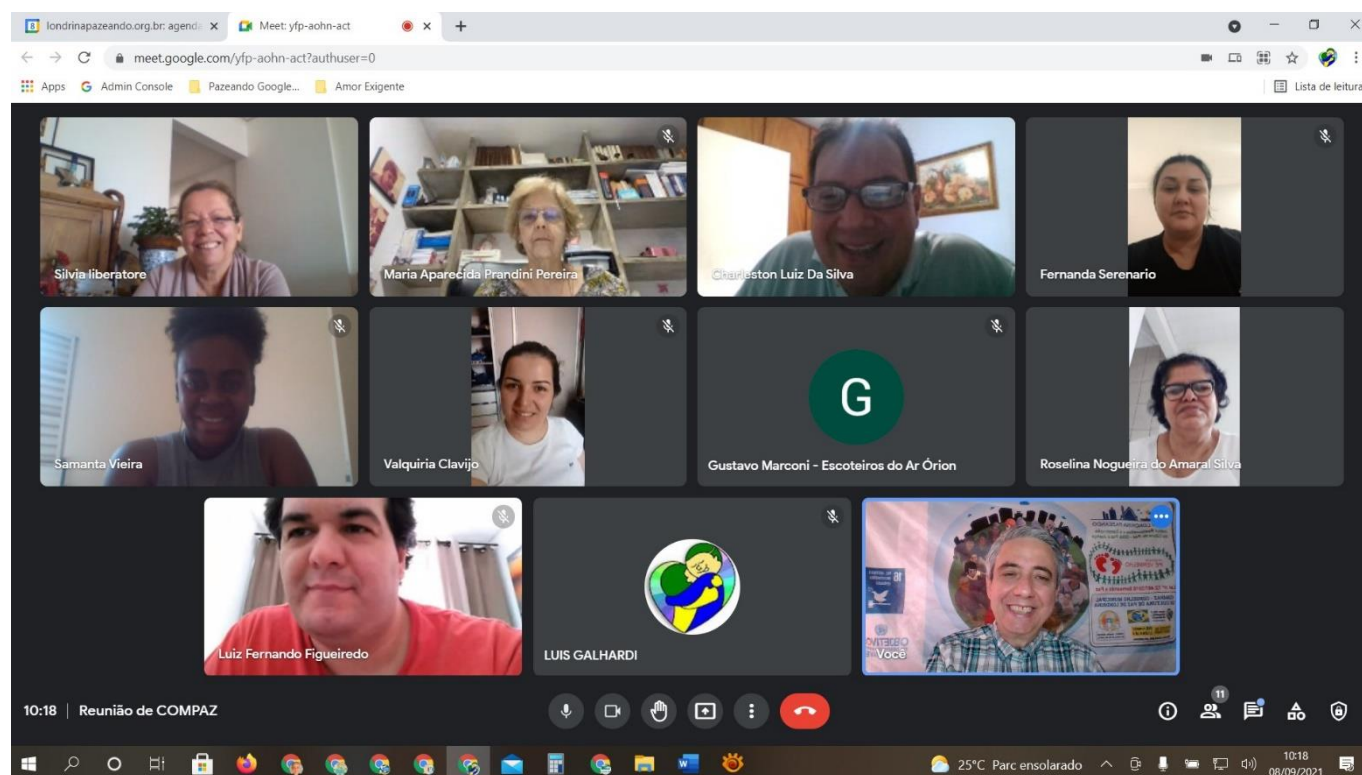 londrinapazeando.org.br: agenda
Meet: yfp-aohn-act
meet.google.com/yfp-aohn-act?authuser=0
Apps
Admin Console
Pazeando Google...
Amor Exigente
Lista de leitura
Silvia liberatore
Maria Aparecida Prandini Pereira
Charleston Luiz Da Silva
Fernanda Serenario
Samanta Vieira
Valquiria Clavijo
G
Gustavo Marconi - Escoteiros do Ar Órion
Roselina Nogueira do Amaral Silva
Luiz Fernando Figueiredo
LUIS GALHARDI
OBJETIVO
Você
10:18 | Reunião de COMPAZ
11
25°C Parc ensolarado
10:18
08/09/2021